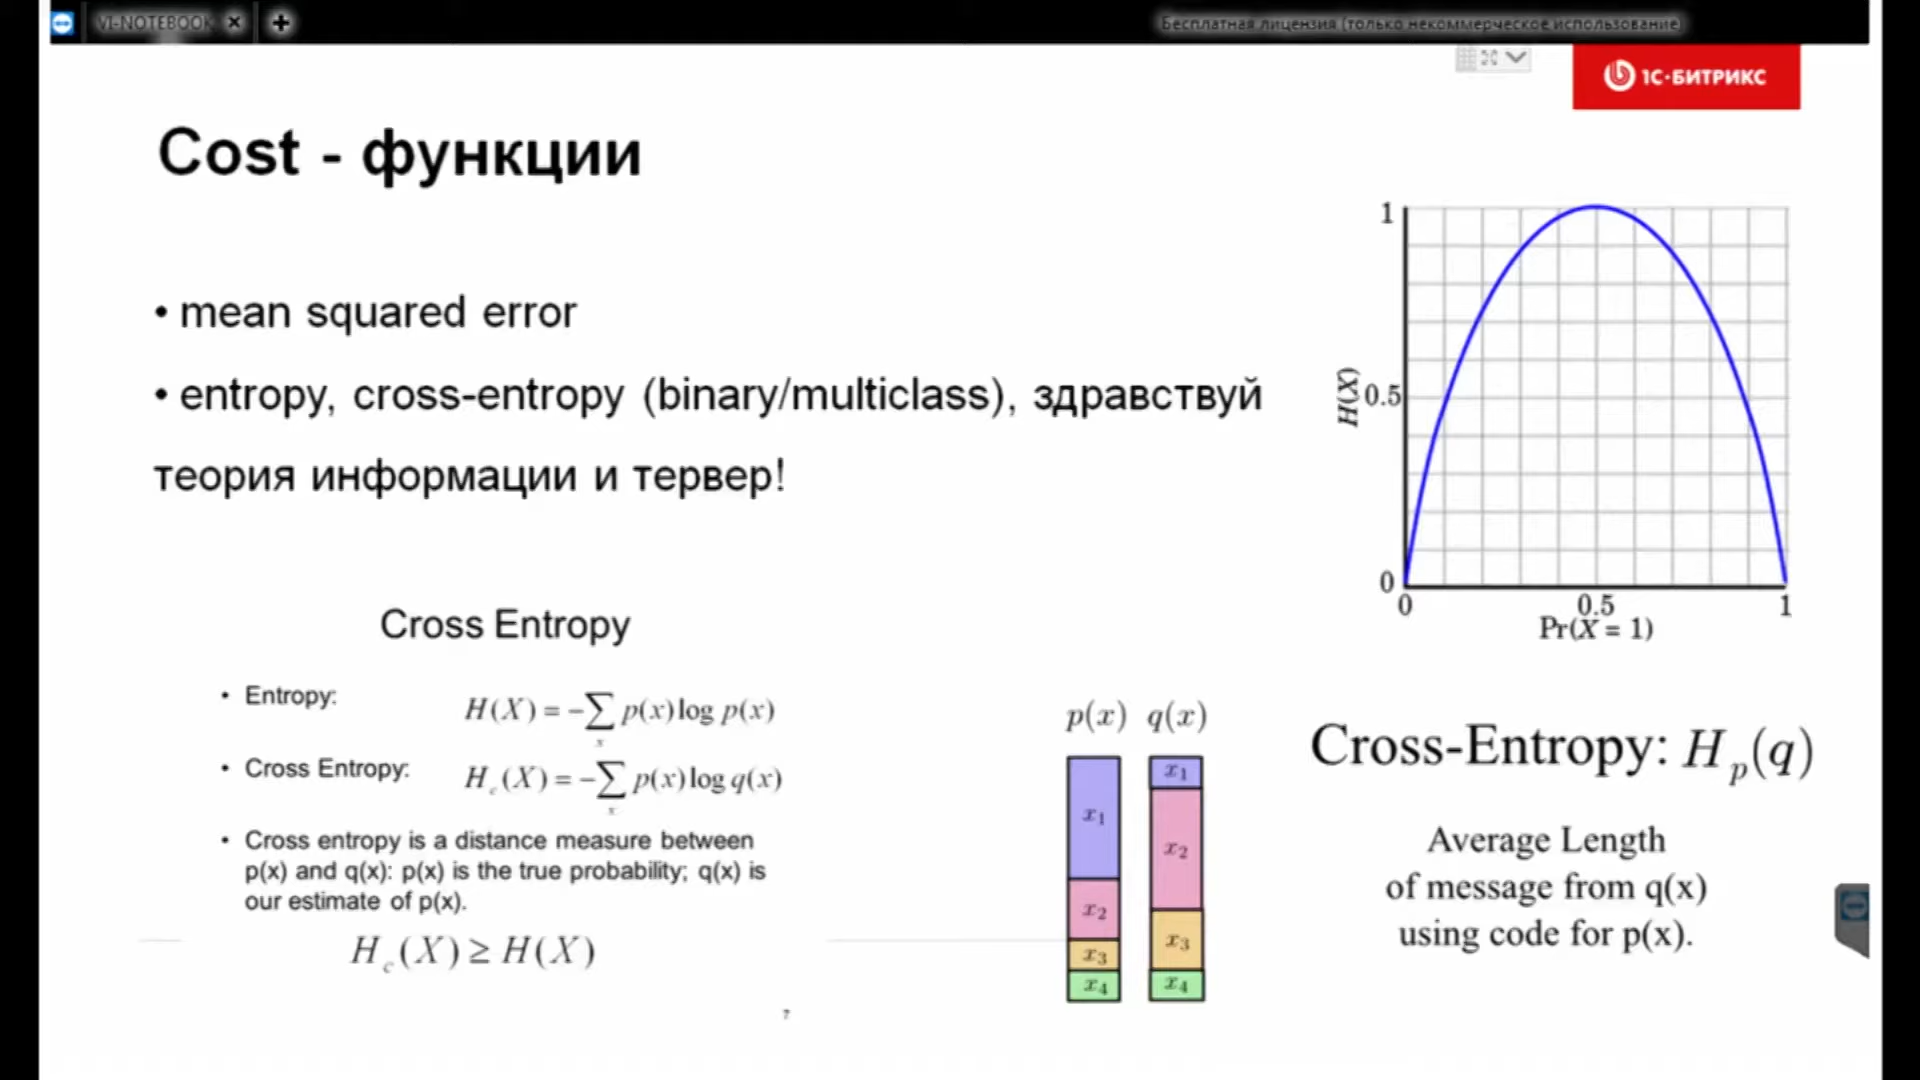 VI-NOTEBOOK
Бесплатная лицензия (только некоммерческое использование)
1С·БИТРИКС
Cost - функции
• mean squared error
• entropy, cross-entropy (binary/multiclass), здравствуй
теория информации и тервер!
1
0.5
0
H(X)
0 0.5 1
Pr(X = 1)
Cross Entropy
• Entropy: H(X) = −∑ₓ p(x) log p(x)
• Cross Entropy: H_c(X) = −∑ₓ p(x) log q(x)
• Cross entropy is a distance measure between
p(x) and q(x): p(x) is the true probability; q(x) is
our estimate of p(x).
H_c(X) ≥ H(X)
7
p(x) q(x)
x₁
x₂
x₃
x₄
x₁
x₂
x₃
x₄
Cross-Entropy: H_p(q)
Average Length
of message from q(x)
using code for p(x).